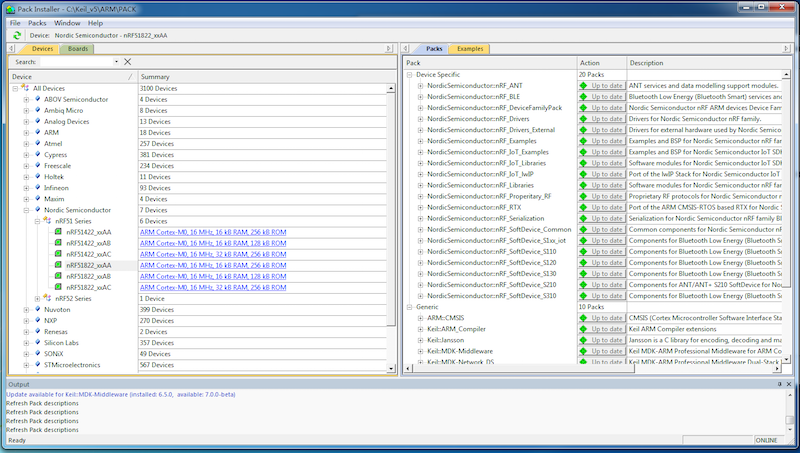 Pack Installer - C:\Keil_v5\ARM\PACK
File Packs Window Help
Device: Nordic Semiconductor - nRF51822_xxAA
Devices Boards
Search:
Device Summary
All Devices 3100 Devices
ABOV Semiconductor 4 Devices
Ambiq Micro 8 Devices
Analog Devices 13 Devices
ARM 18 Devices
Atmel 257 Devices
Cypress 381 Devices
Freescale 234 Devices
Holtek 11 Devices
Infineon 93 Devices
Maxim 4 Devices
Nordic Semiconductor 7 Devices
nRF51 Series 6 Devices
nRF51422_xxAA ARM Cortex-M0, 16 MHz, 16 kB RAM, 256 kB ROM
nRF51422_xxAB ARM Cortex-M0, 16 MHz, 16 kB RAM, 128 kB ROM
nRF51422_xxAC ARM Cortex-M0, 16 MHz, 32 kB RAM, 256 kB ROM
nRF51822_xxAA ARM Cortex-M0, 16 MHz, 16 kB RAM, 256 kB ROM
nRF51822_xxAB ARM Cortex-M0, 16 MHz, 16 kB RAM, 128 kB ROM
nRF51822_xxAC ARM Cortex-M0, 16 MHz, 32 kB RAM, 256 kB ROM
nRF52 Series 1 Device
Nuvoton 399 Devices
NXP 270 Devices
Renesas 2 Devices
Silicon Labs 357 Devices
SONiX 49 Devices
STMicroelectronics 567 Devices
Packs Examples
Pack Action Description
Device Specific 20 Packs
NordicSemiconductor::nRF_ANT Up to date ANT services and data modelling support modules.
NordicSemiconductor::nRF_BLE Up to date Bluetooth Low Energy (Bluetooth Smart) services and
NordicSemiconductor::nRF_DeviceFamilyPack Up to date Nordic Semiconductor nRF ARM devices Device Fam
NordicSemiconductor::nRF_Drivers Up to date Drivers for Nordic Semiconductor nRF family.
NordicSemiconductor::nRF_Drivers_External Up to date Drivers for external hardware used by Nordic Semico
NordicSemiconductor::nRF_Examples Up to date Examples and BSP for Nordic Semiconductor nRF fam
NordicSemiconductor::nRF_IoT_Examples Up to date Examples and BSP for Nordic Semiconductor IoT SDK
NordicSemiconductor::nRF_IoT_Libraries Up to date Software modules for Nordic Semiconductor IoT SDK
NordicSemiconductor::nRF_IoT_lwIP Up to date Port of the lwIP Stack for Nordic Semiconductor IoT
NordicSemiconductor::nRF_Libraries Up to date Software modules for Nordic Semiconductor nRF fami
NordicSemiconductor::nRF_Properitary_RF Up to date Proprietary RF protocols for Nordic Semiconductor n
NordicSemiconductor::nRF_RTX Up to date Port of the ARM CMSIS-RTOS based RTX for Nordic S
NordicSemiconductor::nRF_Serialization Up to date Serialization for Nordic Semiconductor nRF family Bl
NordicSemiconductor::nRF_SoftDevice_Common Up to date Common components for Nordic Semiconductor nR
NordicSemiconductor::nRF_SoftDevice_S1xx_iot Up to date Components for Bluetooth Low Energy (Bluetooth S
NordicSemiconductor::nRF_SoftDevice_S110 Up to date Components for Bluetooth Low Energy (Bluetooth S
NordicSemiconductor::nRF_SoftDevice_S120 Up to date Components for Bluetooth Low Energy (Bluetooth S
NordicSemiconductor::nRF_SoftDevice_S130 Up to date Components for Bluetooth Low Energy (Bluetooth S
NordicSemiconductor::nRF_SoftDevice_S210 Up to date Components for ANT/ANT+ S210 SoftDevice for Nor
NordicSemiconductor::nRF_SoftDevice_S310 Up to date Components for Bluetooth Low Energy (Bluetooth S
Generic 10 Packs
ARM::CMSIS Up to date CMSIS (Cortex Microcontroller Software Interface Sta
Keil::ARM_Compiler Up to date Keil ARM Compiler extensions
Keil::Jansson Up to date Jansson is a C library for encoding, decoding and ma
Keil::MDK-Middleware Up to date Keil MDK-ARM Professional Middleware for ARM Co
Keil::MDK-Network_DS Up to date Keil MDK-ARM Professional Middleware Dual-Stack
Output
Update available for Keil::MDK-Middleware (installed: 6.5.0, available: 7.0.0-beta)
Refresh Pack descriptions
Refresh Pack descriptions
Refresh Pack descriptions
Refresh Pack descriptions
Ready ONLINE